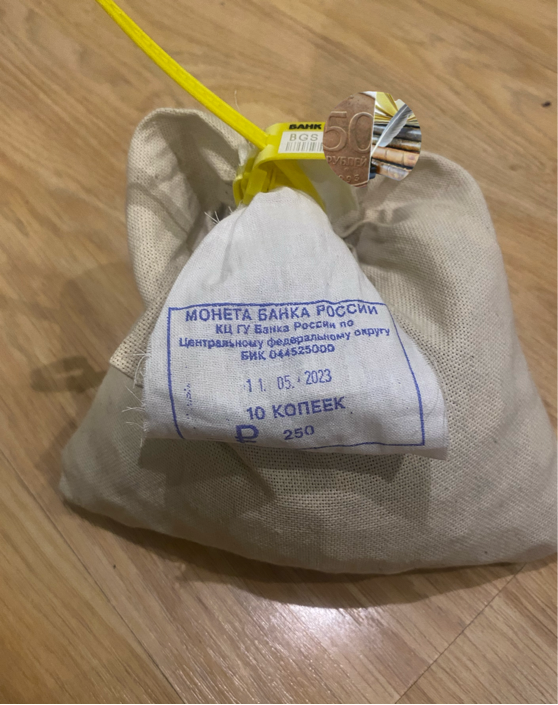 БАНК
BGS
50
РУБЛЕЙ
МОНЕТА БАНКА РОССИИ
КЦ ГУ Банка России по
Центральному федеральному округу
БИК 044525000
11. 05. 2023
10 КОПЕЕК
₽ 250